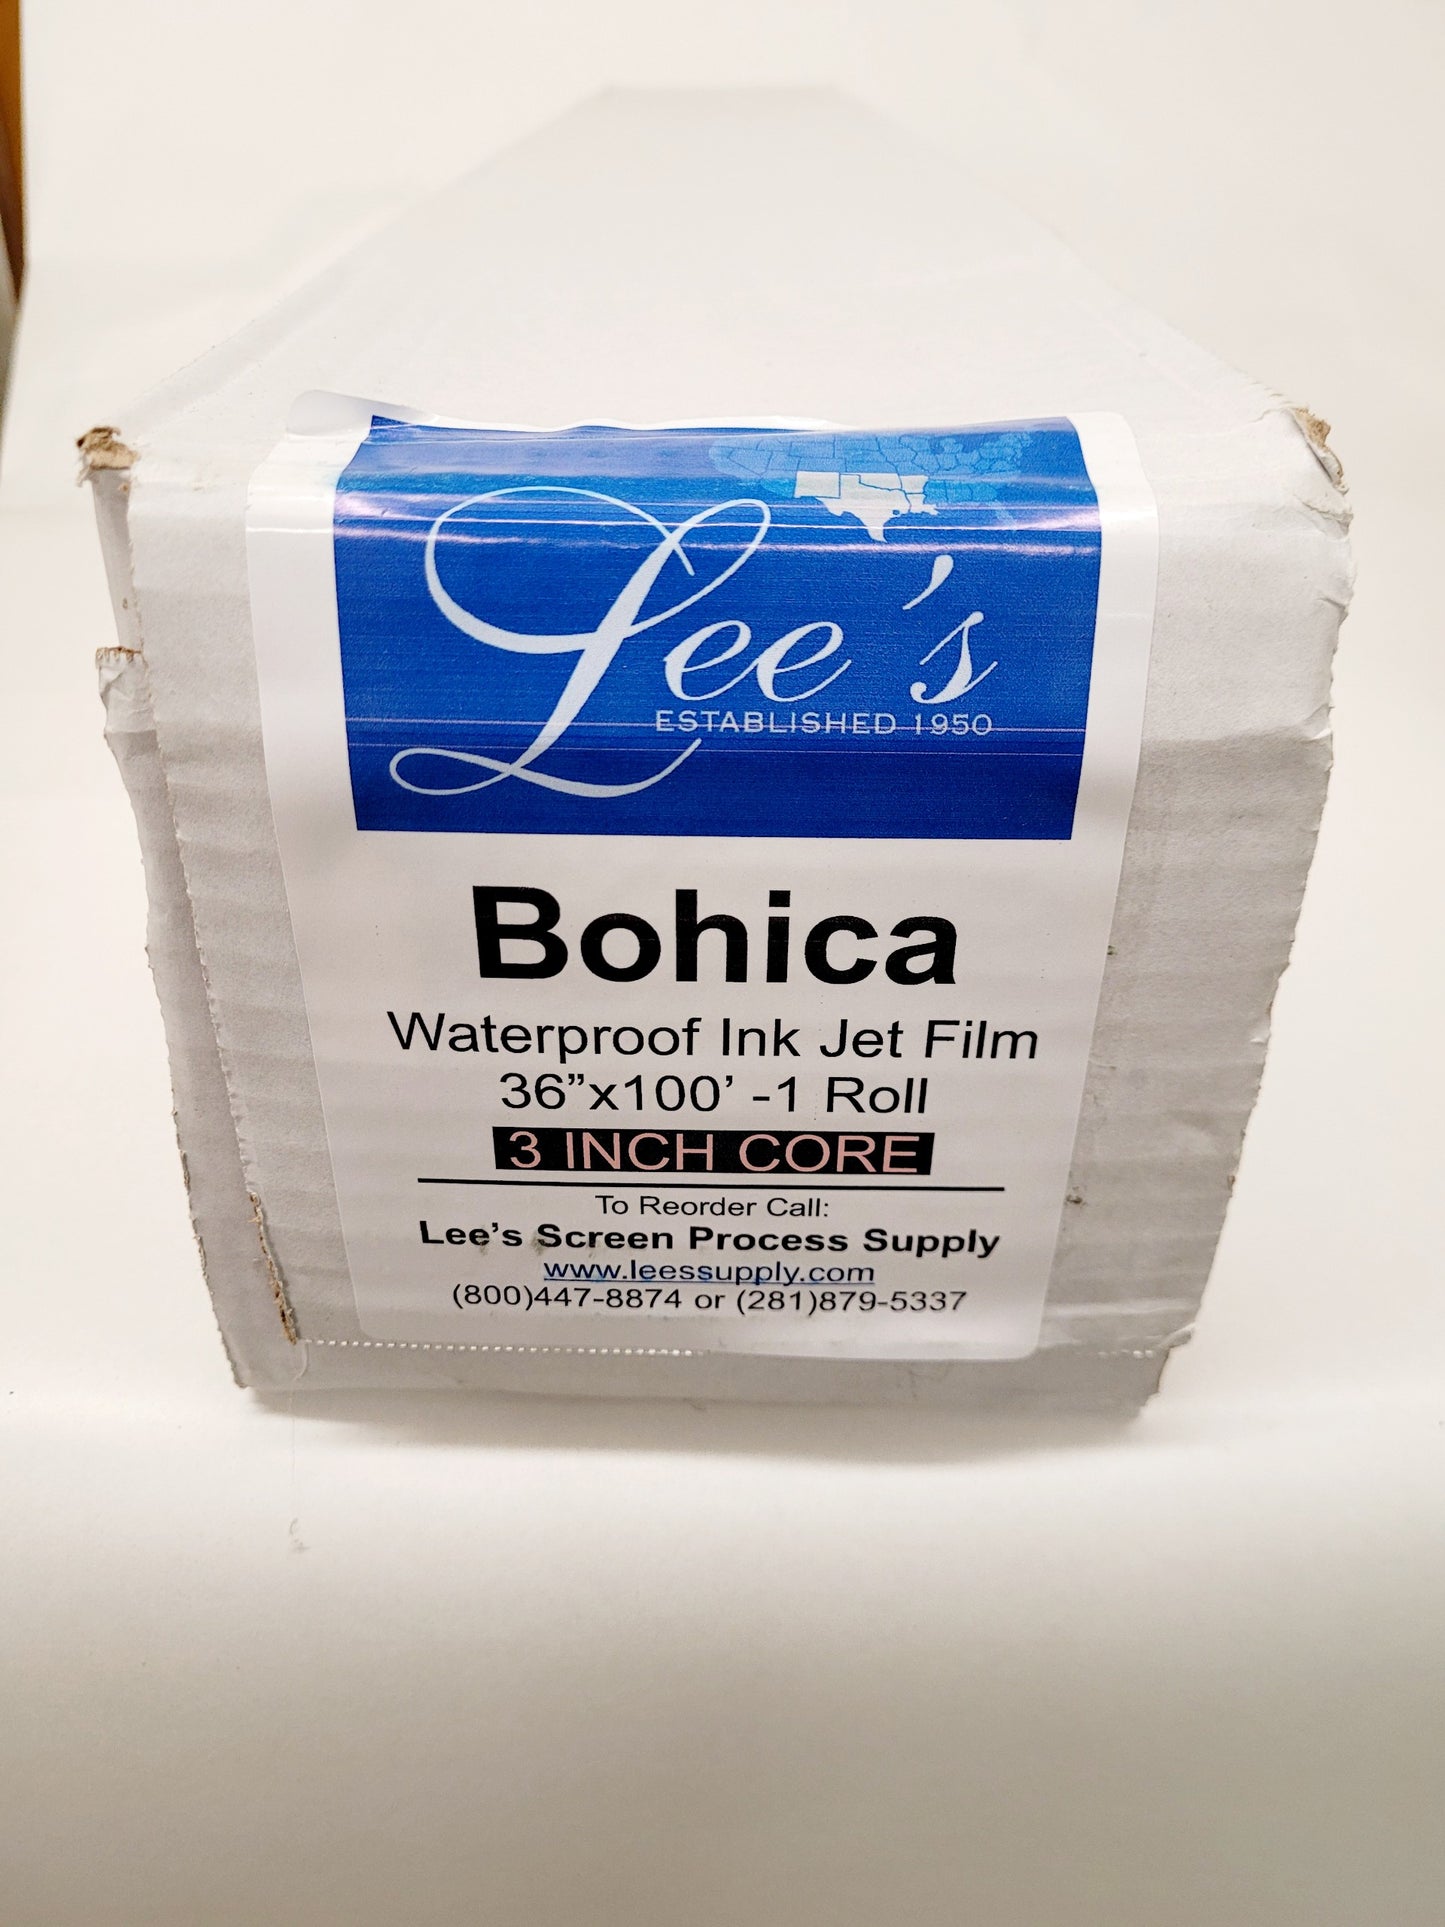 Lee's
ESTABLISHED 1950
Bohica
Waterproof Ink Jet Film
36”x100’ -1 Roll
3 INCH CORE
To Reorder Call:
Lee’s Screen Process Supply
www.leessupply.com
(800)447-8874 or (281)879-5337